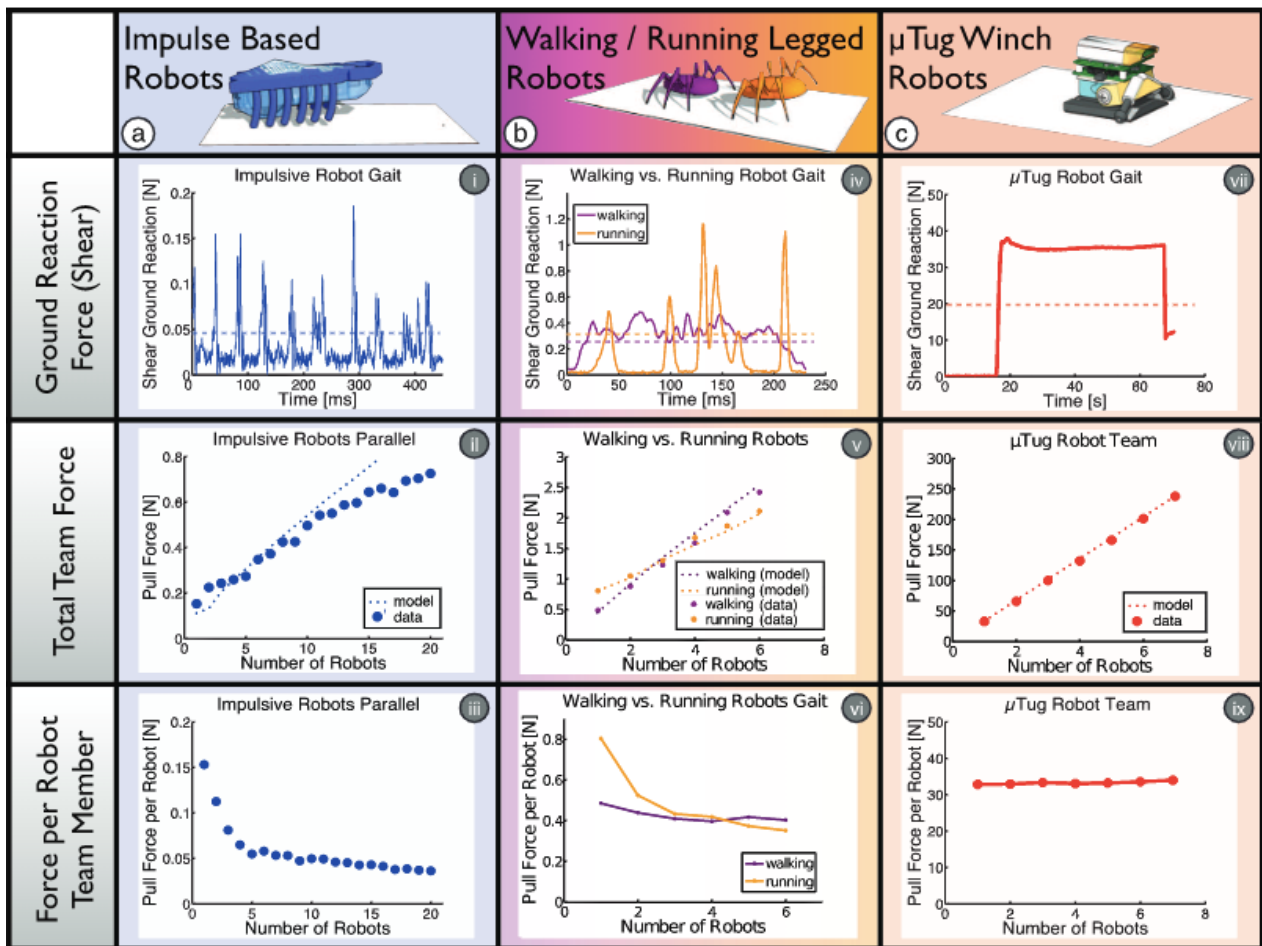 Impulse Based
Robots
a
Walking / Running Legged
Robots
b
µTug Winch
Robots
c
Ground Reaction
Force (Shear)
Impulsive Robot Gait
i
Shear Ground Reaction [N]
0.2
0.15
0.1
0.05
0
0
100
200
300
400
Time [ms]
Walking vs. Running Robot Gait
iv
walking
running
Shear Ground Reaction [N]
1.2
1
0.8
0.6
0.4
0.2
0
0
50
100
150
200
250
Time [ms]
µTug Robot Gait
vii
Shear Ground Reaction [N]
50
40
30
20
10
0
0
20
40
60
80
Time [s]
Total Team Force
Impulsive Robots Parallel
ii
Pull Force [N]
0.8
0.6
0.4
0.2
0
0
5
10
15
20
model
data
Number of Robots
Walking vs. Running Robots
v
Pull Force [N]
3
2.5
2
1.5
1
0.5
0
0
2
4
6
8
walking (model)
running (model)
walking (data)
running (data)
Number of Robots
µTug Robot Team
viii
Pull Force [N]
300
250
200
150
100
50
0
0
2
4
6
8
model
data
Number of Robots
Force per Robot
Team Member
Impulsive Robots Parallel
iii
Pull Force per Robot [N]
0.2
0.15
0.1
0.05
0
0
5
10
15
20
Number of Robots
Walking vs. Running Robots Gait
vi
Pull Force per Robot [N]
0.8
0.6
0.4
0.2
0
0
2
4
6
walking
running
Number of Robots
µTug Robot Team
ix
Pull Force per Robot [N]
50
40
30
20
10
0
0
2
4
6
8
Number of Robots